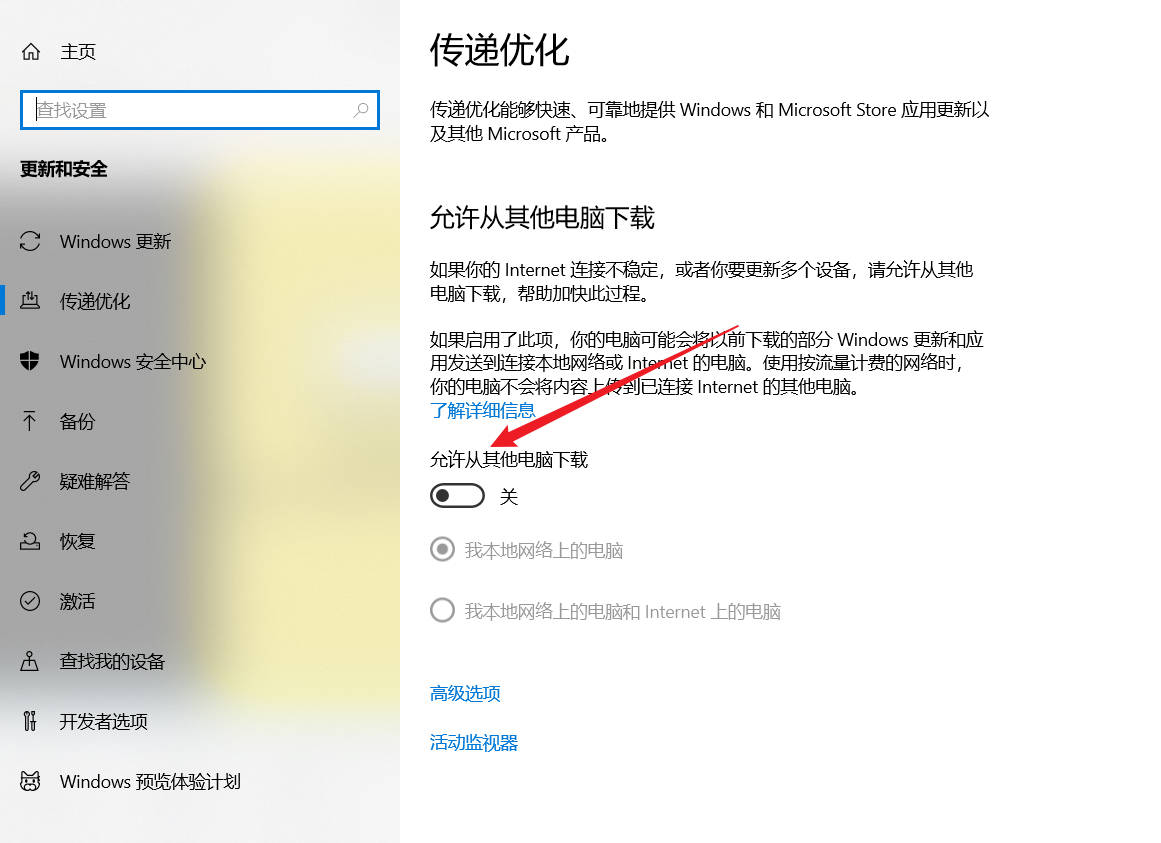 主页
查找设置
更新和安全
Windows 更新
传递优化
Windows 安全中心
备份
疑难解答
恢复
激活
查找我的设备
开发者选项
Windows 预览体验计划
传递优化
传递优化能够快速、可靠地提供 Windows 和 Microsoft Store 应用更新以
及其他 Microsoft 产品。
允许从其他电脑下载
如果你的 Internet 连接不稳定，或者你要更新多个设备，请允许从其他
电脑下载，帮助加快此过程。
如果启用了此项，你的电脑可能会将以前下载的部分 Windows 更新和应
用发送到连接本地网络或 Internet 的电脑。使用按流量计费的网络时，
你的电脑不会将内容上传到已连接 Internet 的其他电脑。
了解详细信息
允许从其他电脑下载
关
我本地网络上的电脑
我本地网络上的电脑和 Internet 上的电脑
高级选项
活动监视器